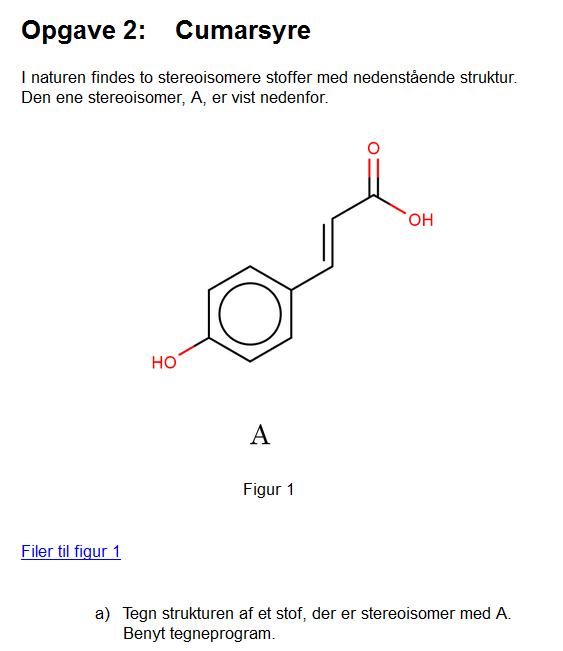 Opgave 2: Cumarsyre
I naturen findes to stereoisomere stoffer med nedenstående struktur.
Den ene stereoisomer, A, er vist nedenfor.
O
OH
HO
A
Figur 1
Filer til figur 1
a) Tegn strukturen af et stof, der er stereoisomer med A.
Benyt tegneprogram.